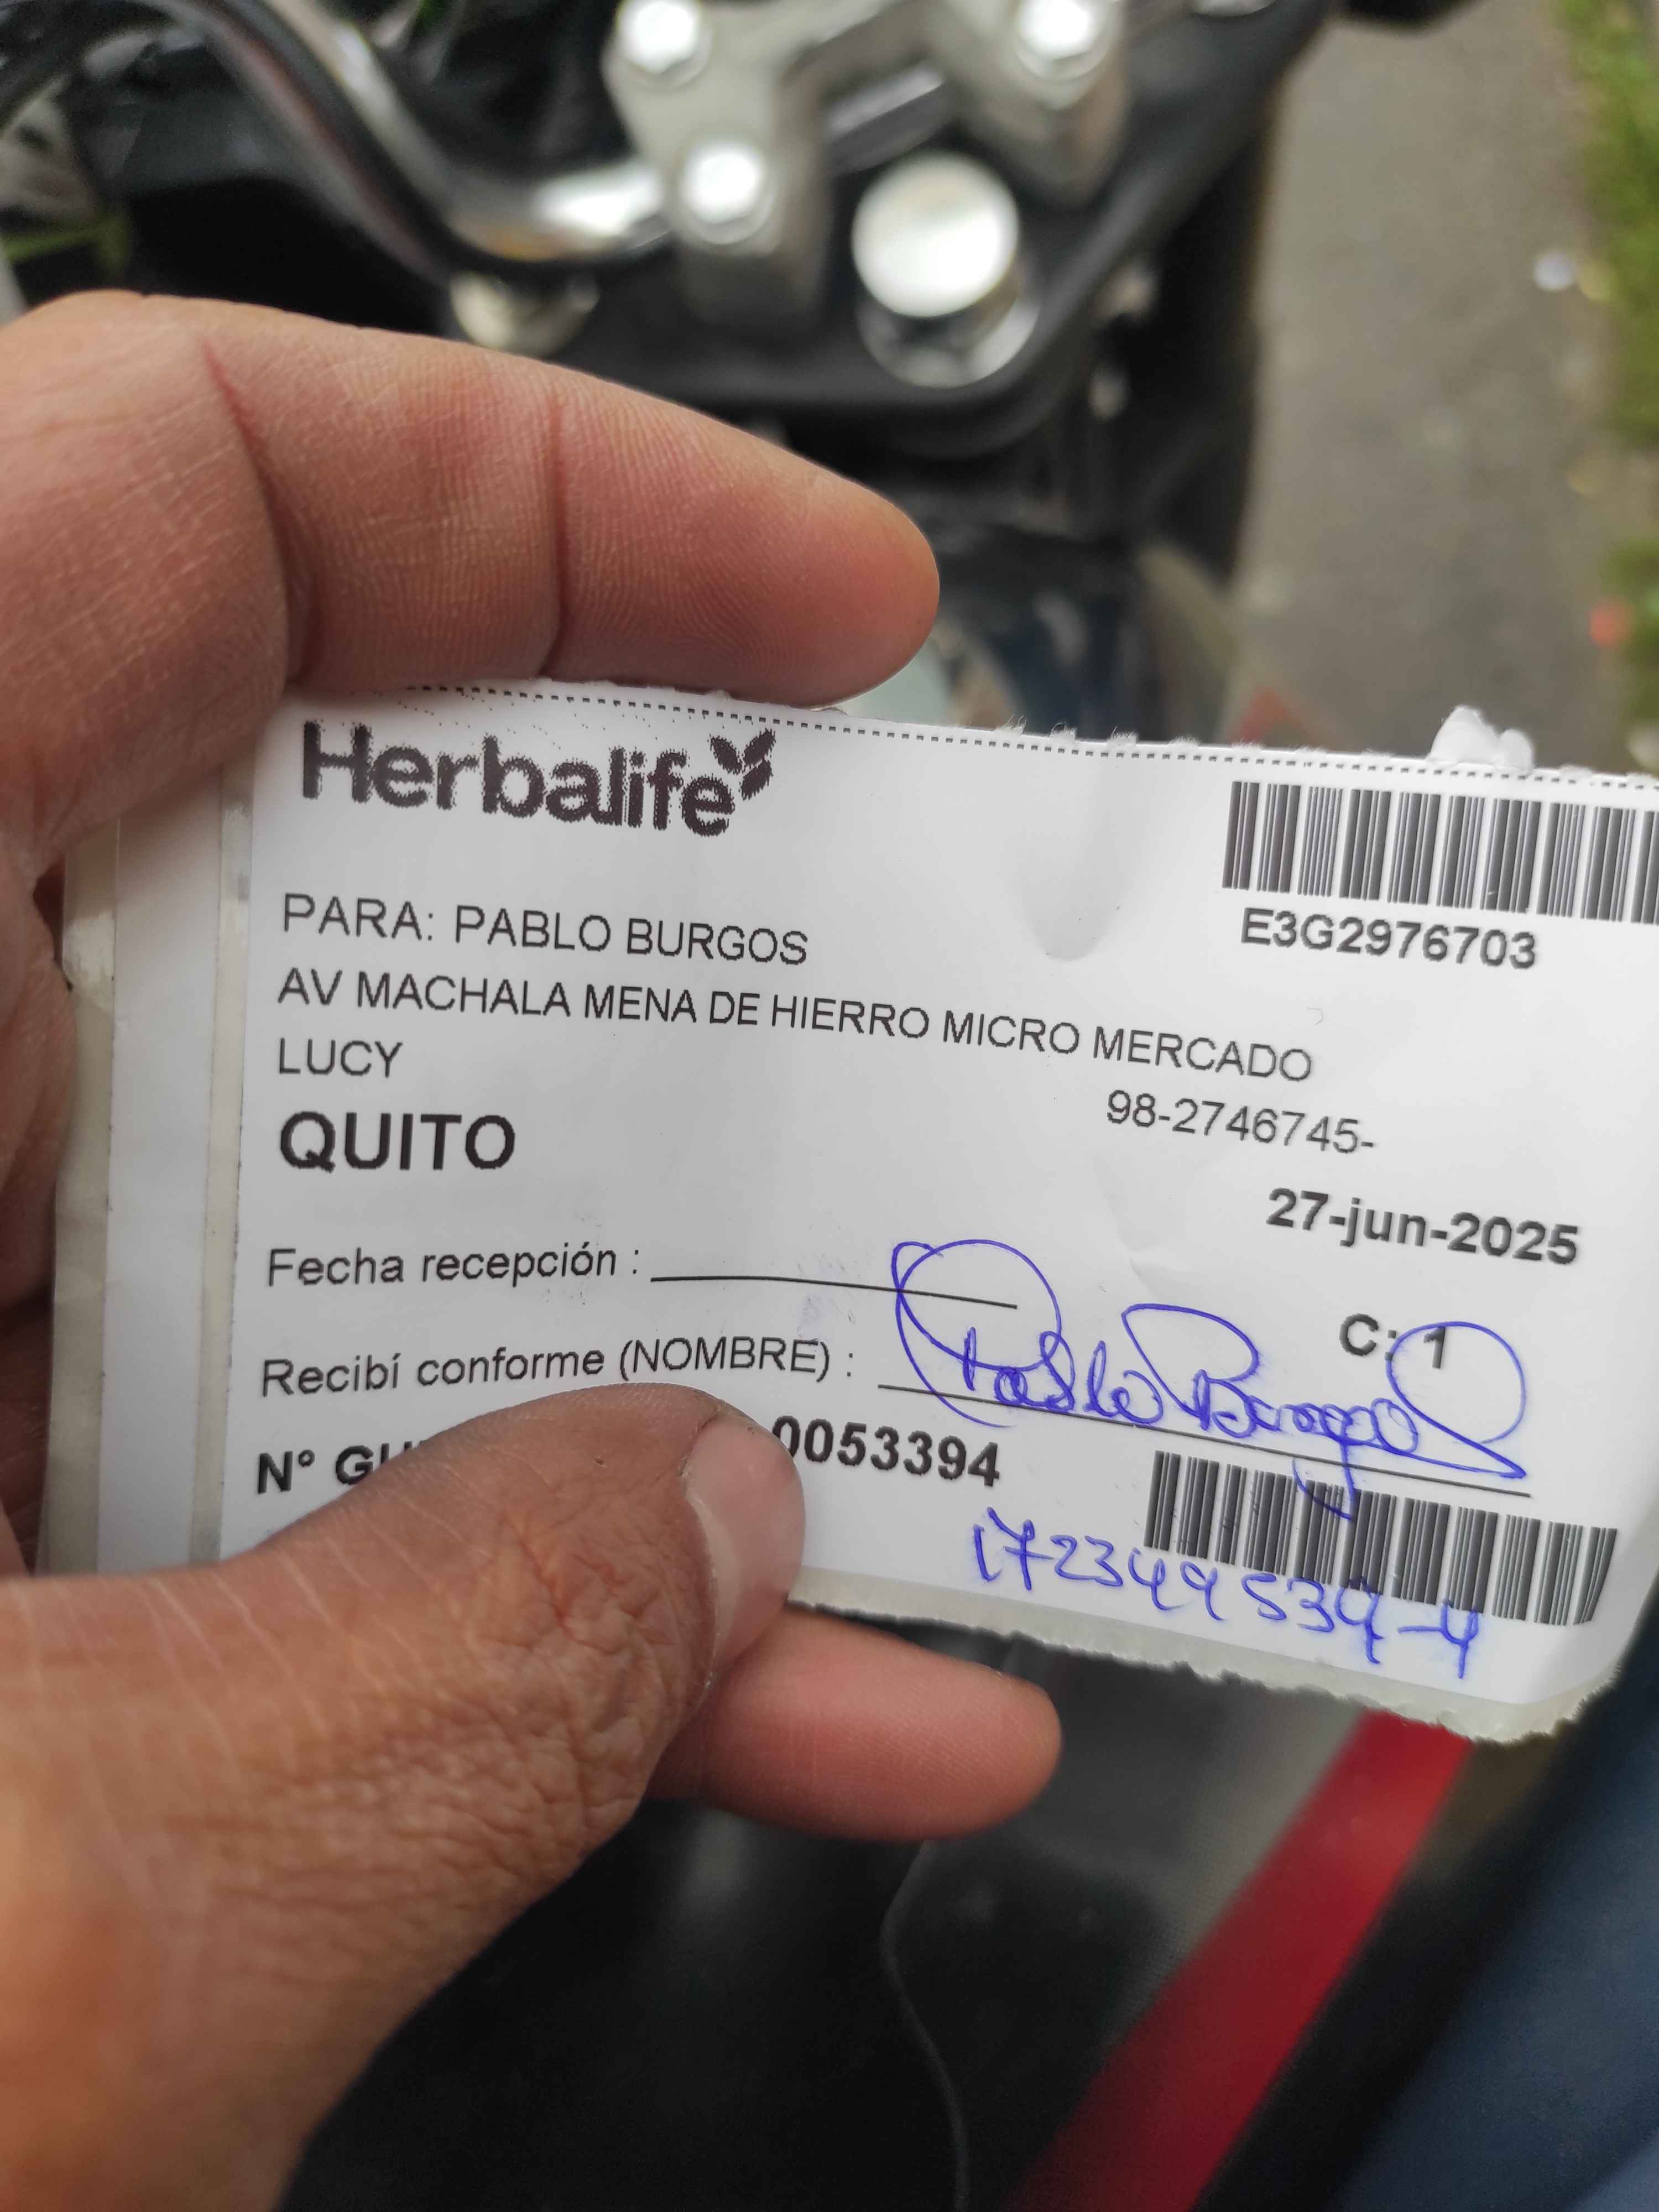 Herbalife
E3G2976703
PARA: PABLO BURGOS
AV MACHALA MENA DE HIERRO MICRO MERCADO
LUCY
98-2746745-
QUITO
27-jun-2025
Fecha recepción :
C: 1
Recibí conforme (NOMBRE) : Pablo Burgos
N° 0053394
172349539-4